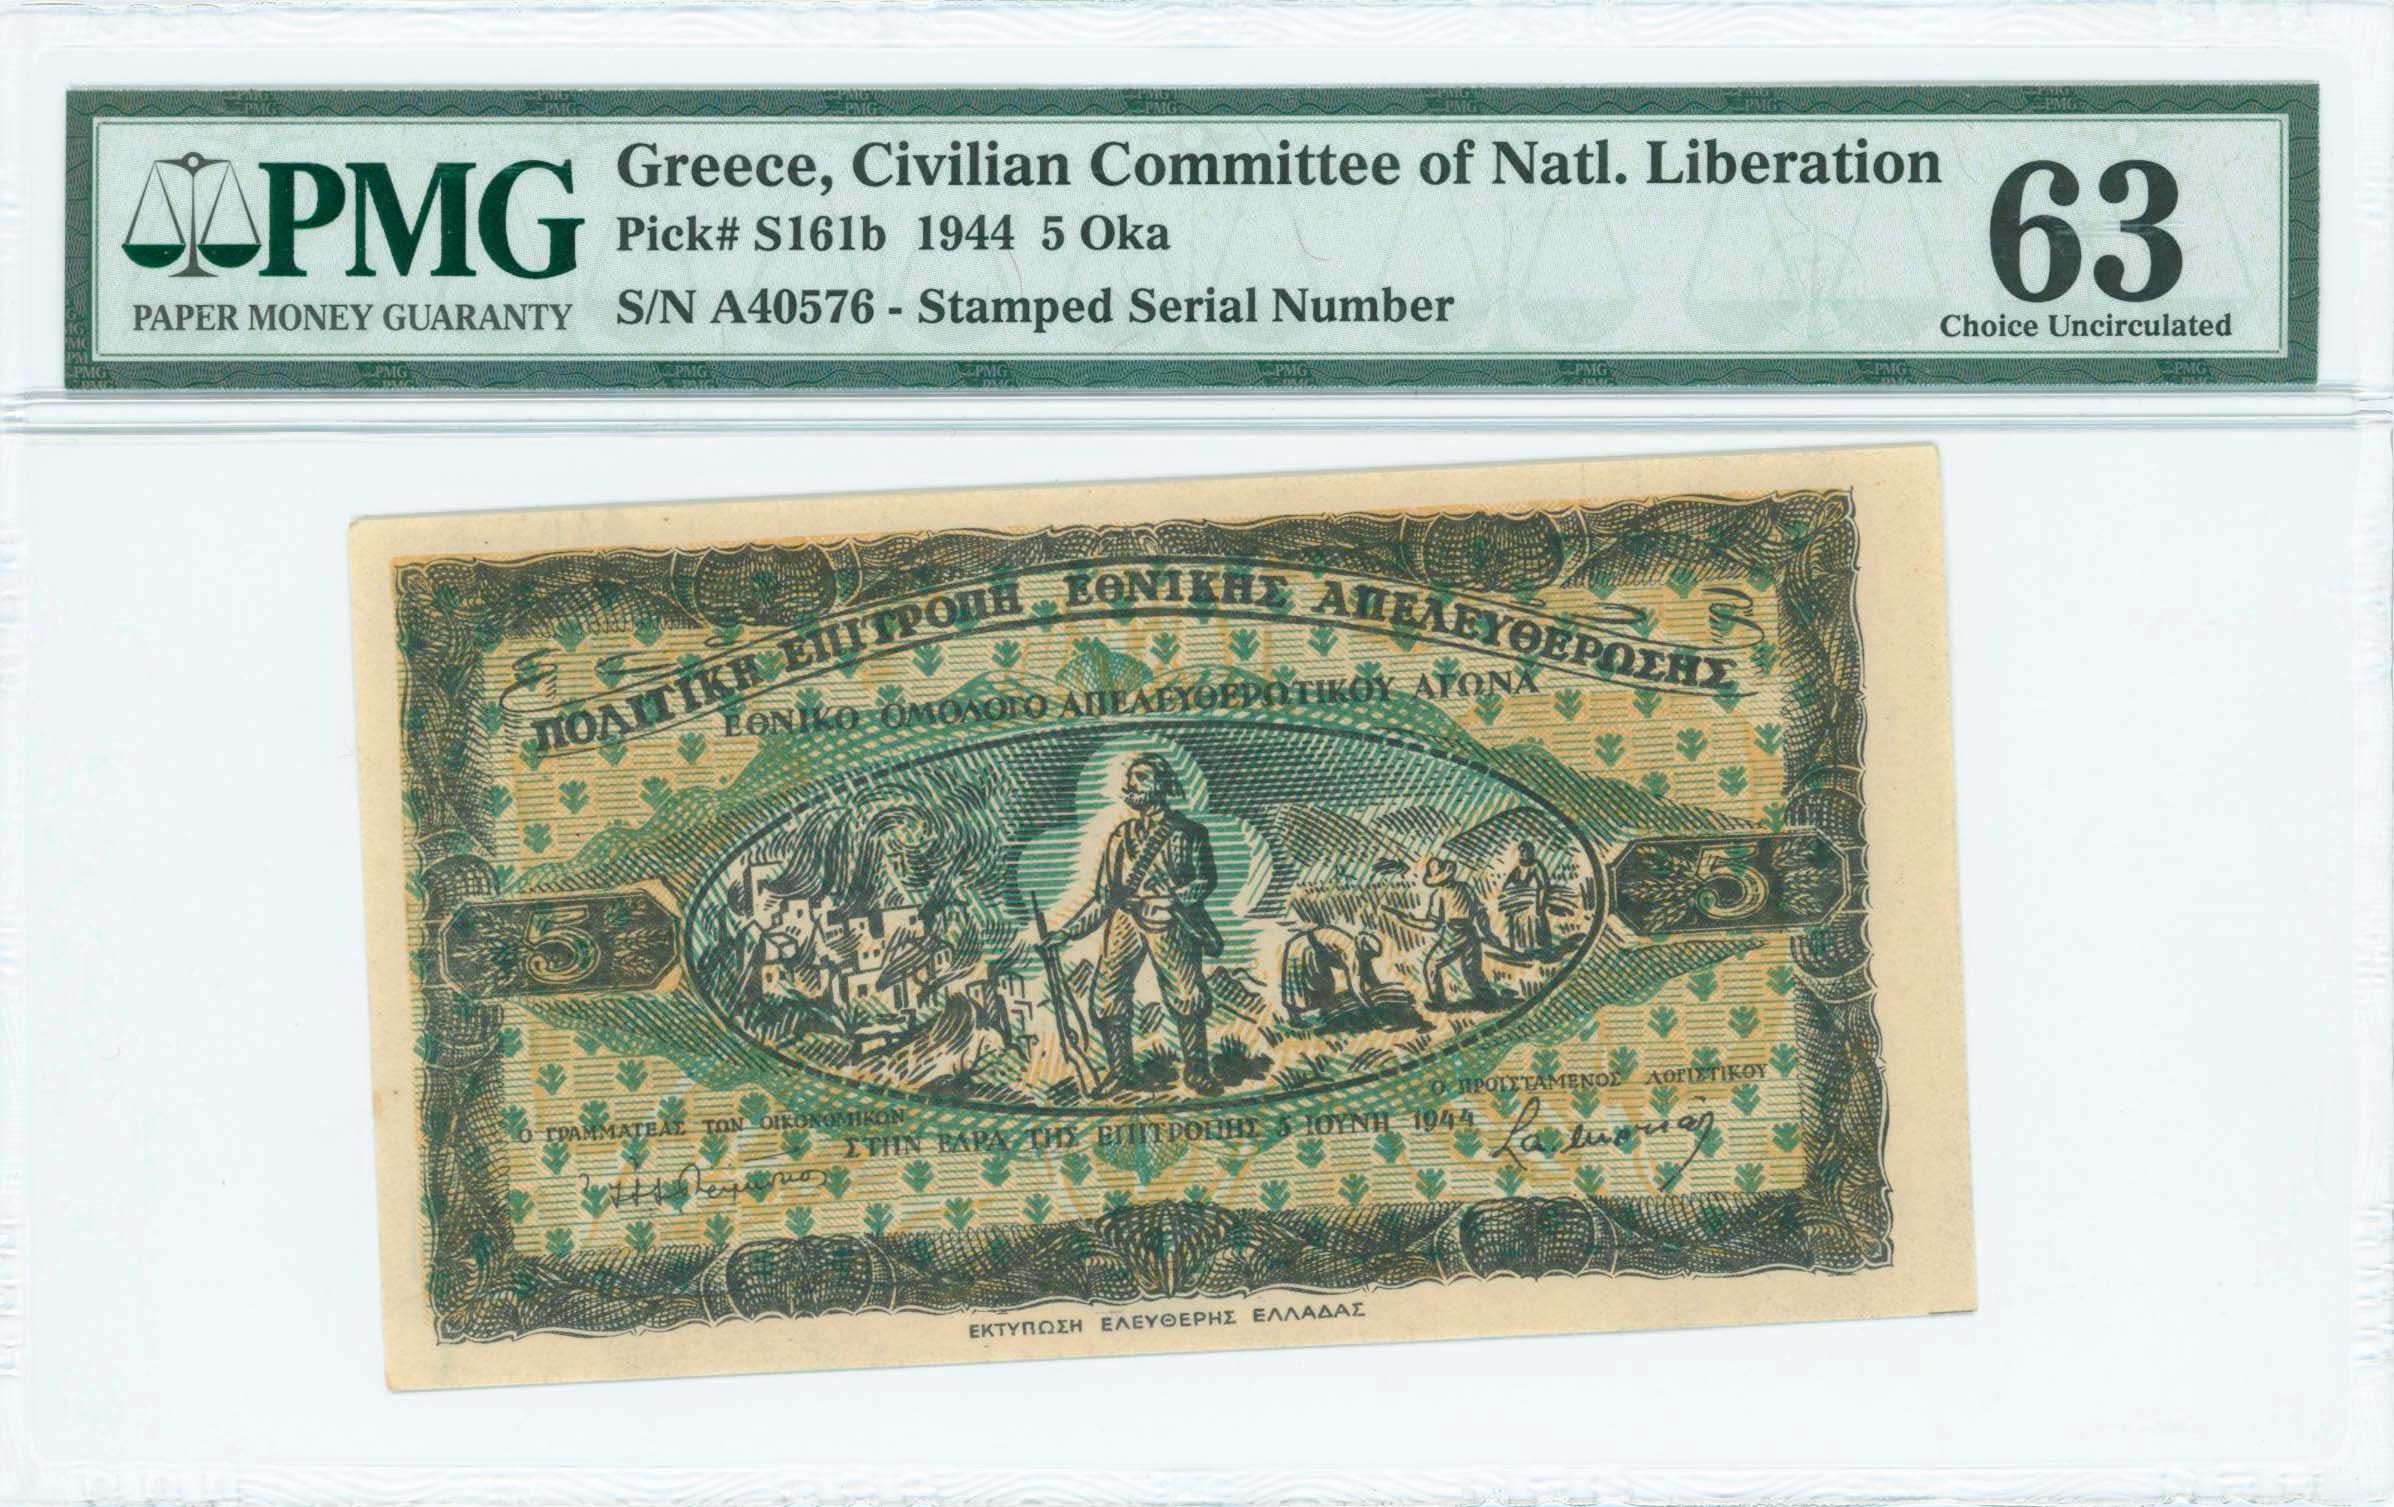 PMG
PAPER MONEY GUARANTY
Greece, Civilian Committee of Natl. Liberation
Pick# S161b 1944 5 Oka
S/N A40576 - Stamped Serial Number
63
Choice Uncirculated
ΠΟΛΙΤΙΚΗ ΕΠΙΤΡΟΠΗ ΕΘΝΙΚΗΣ ΑΠΕΛΕΥΘΕΡΩΣΗΣ
ΕΘΝΙΚΟ ΟΜΟΛΟΓΟ ΑΠΕΛΕΥΘΕΡΩΤΙΚΟΥ ΑΓΩΝΑ
5
5
Ο ΓΡΑΜΜΑΤΕΑΣ ΤΩΝ ΟΙΚΟΝΟΜΙΚΩΝ
Ο ΠΡΟΙΣΤΑΜΕΝΟΣ ΛΟΓΙΣΤΙΚΟΥ
ΣΤΗΝ ΕΔΡΑ ΤΗΣ ΕΠΙΤΡΟΠΗΣ 5 ΙΟΥΝΗ 1944
ΕΚΤΥΠΩΣΗ ΕΛΕΥΘΕΡΗΣ ΕΛΛΑΔΑΣ